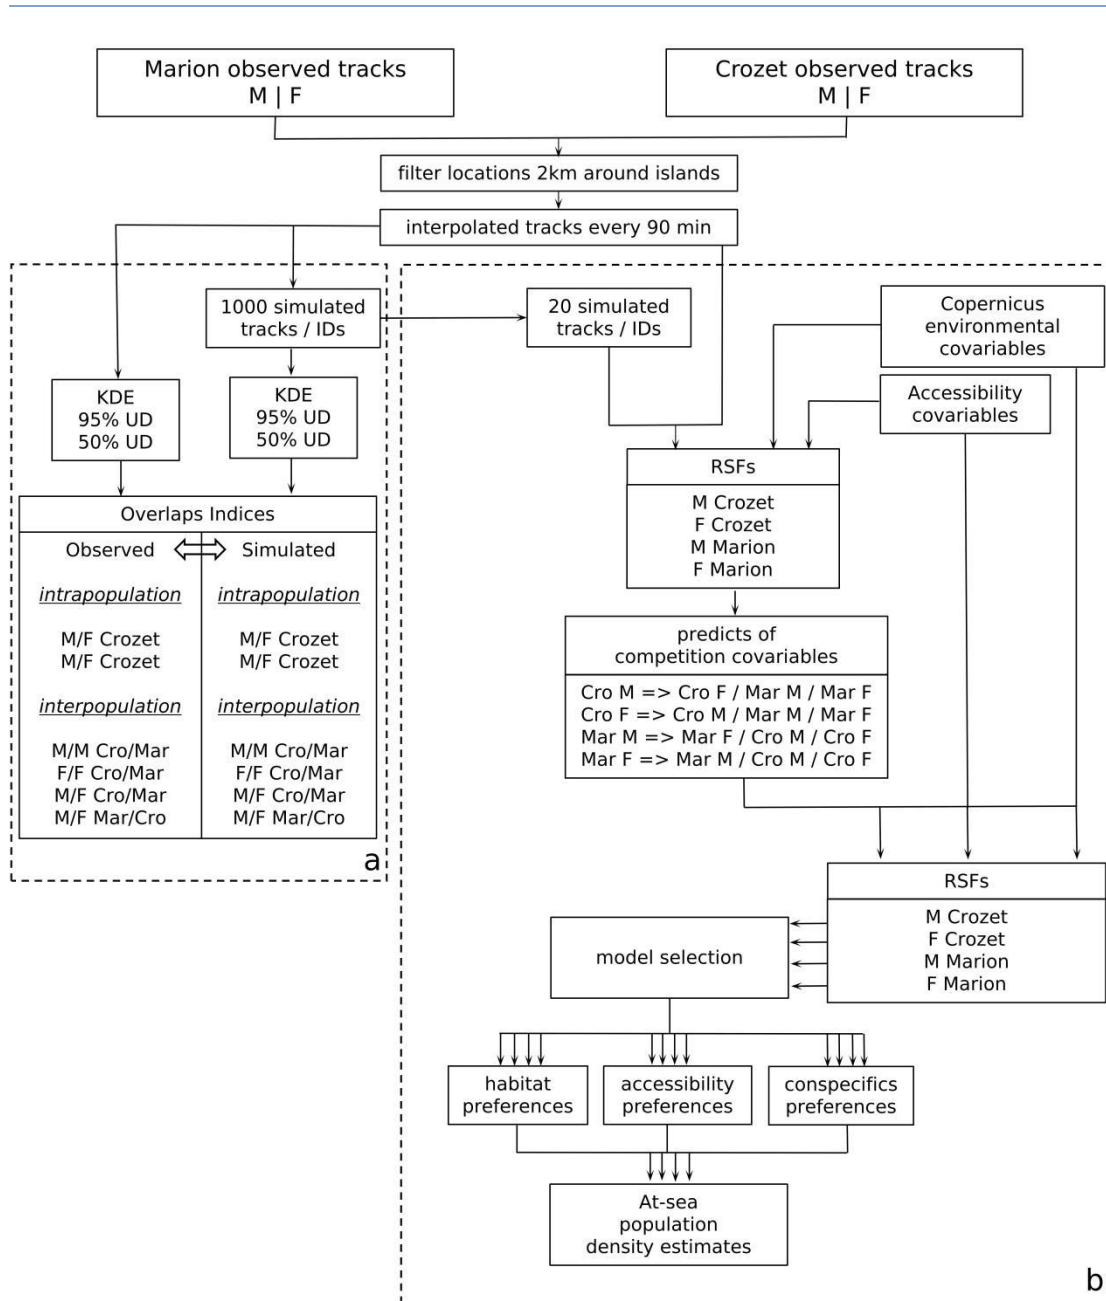 Marion observed tracks
M | F
Crozet observed tracks
M | F
filter locations 2km around islands
interpolated tracks every 90 min
1000 simulated
tracks / IDs
20 simulated
tracks / IDs
Copernicus
environmental
covariables
Accessibility
covariables
KDE
95% UD
50% UD
KDE
95% UD
50% UD
Overlaps Indices
Observed
Simulated
intrapopulation
intrapopulation
M/F Crozet
M/F Crozet
M/F Crozet
M/F Crozet
interpopulation
interpopulation
M/M Cro/Mar
M/M Cro/Mar
F/F Cro/Mar
F/F Cro/Mar
M/F Cro/Mar
M/F Cro/Mar
M/F Mar/Cro
M/F Mar/Cro
a
RSFs
M Crozet
F Crozet
M Marion
F Marion
predicts of
competition covariables
Cro M => Cro F / Mar M / Mar F
Cro F => Cro M / Mar M / Mar F
Mar M => Mar F / Cro M / Cro F
Mar F => Mar M / Cro M / Cro F
RSFs
M Crozet
F Crozet
M Marion
F Marion
model selection
habitat
preferences
accessibility
preferences
conspecifics
preferences
At-sea
population
density estimates
b